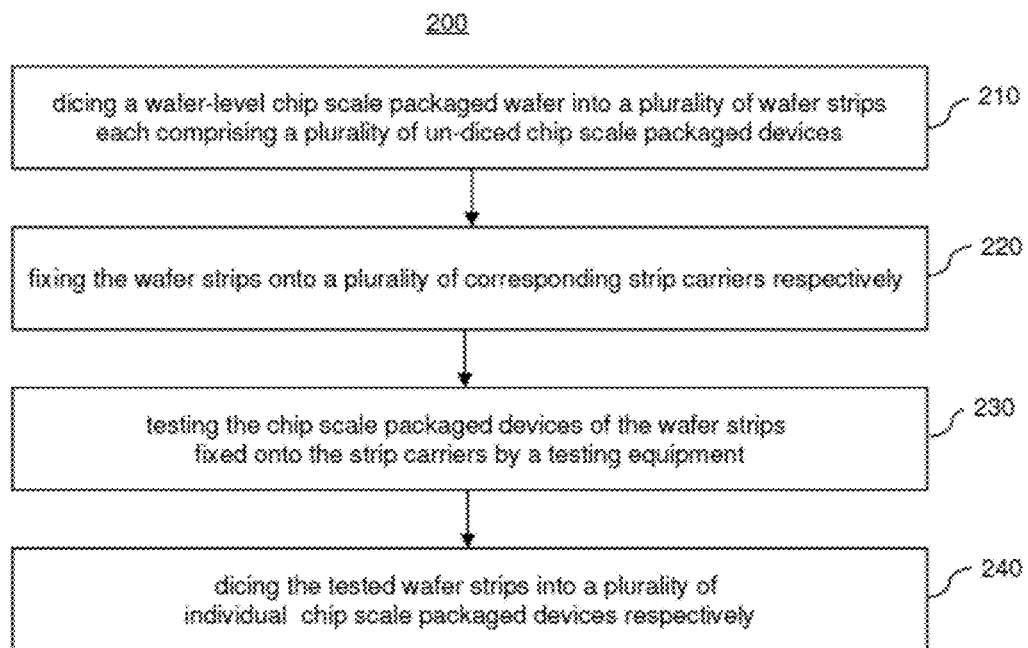 200
dicing a wafer-level chip scale packaged wafer into a plurality of wafer strips
each comprising a plurality of un-diced chip scale packaged devices
210
fixing the wafer strips onto a plurality of corresponding strip carriers respectively
220
testing the chip scale packaged devices of the wafer strips
fixed onto the strip carriers by a testing equipment
230
dicing the tested wafer strips into a plurality of
individual chip scale packaged devices respectively
240